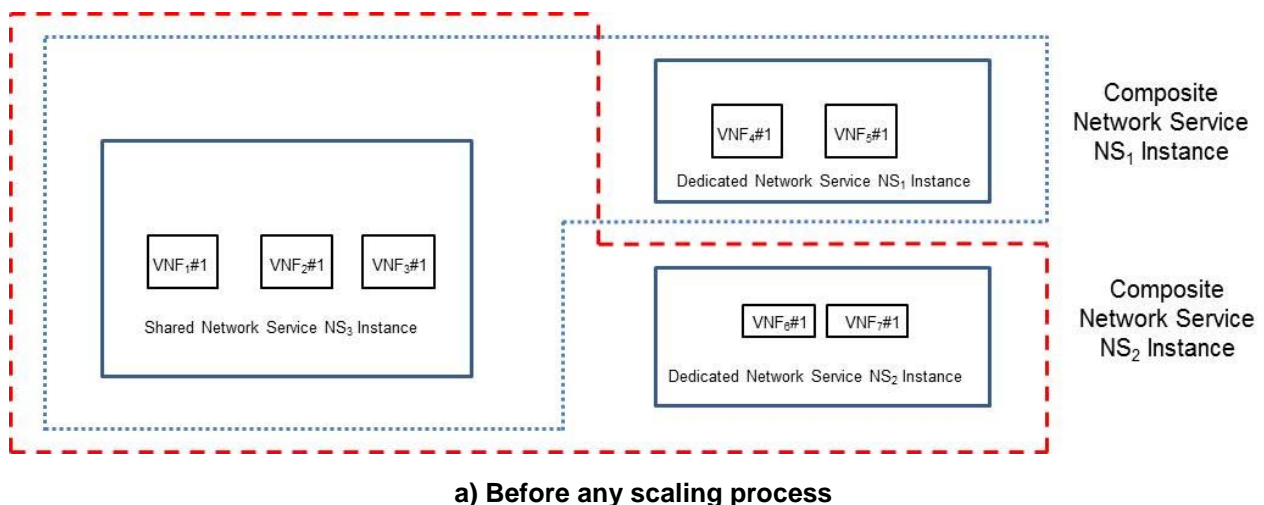 VNF₄#1
VNF₅#1
Dedicated Network Service NS₁ Instance
Composite
Network Service
NS₁ Instance
VNF₁#1
VNF₂#1
VNF₃#1
Shared Network Service NS₃ Instance
VNF₆#1
VNF₇#1
Dedicated Network Service NS₂ Instance
Composite
Network Service
NS₂ Instance
a) Before any scaling process